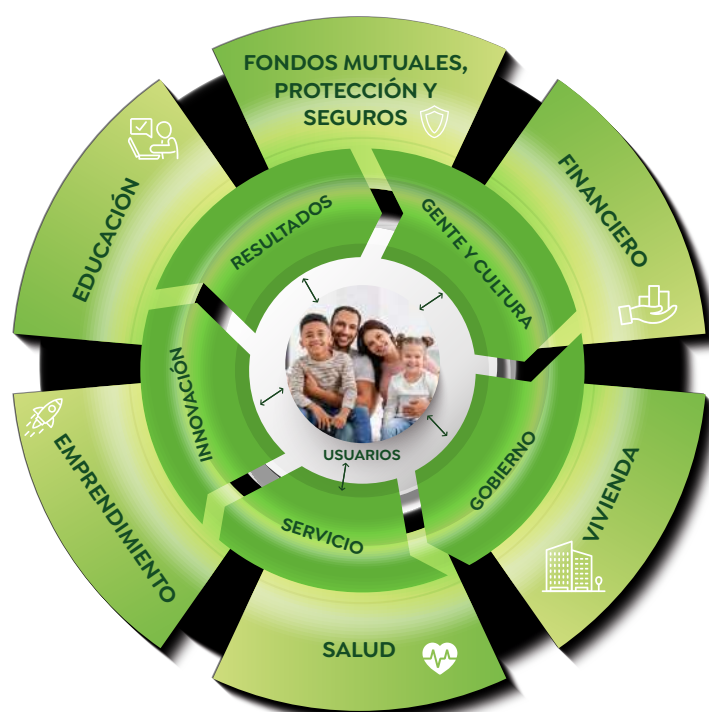 FONDOS MUTUALES,
PROTECCIÓN Y
SEGUROS
FINANCIERO
VIVIENDA
SALUD
EMPRENDIMIENTO
EDUCACIÓN
RESULTADOS
GENTE Y CULTURA
GOBIERNO
SERVICIO
INNOVACIÓN
USUARIOS